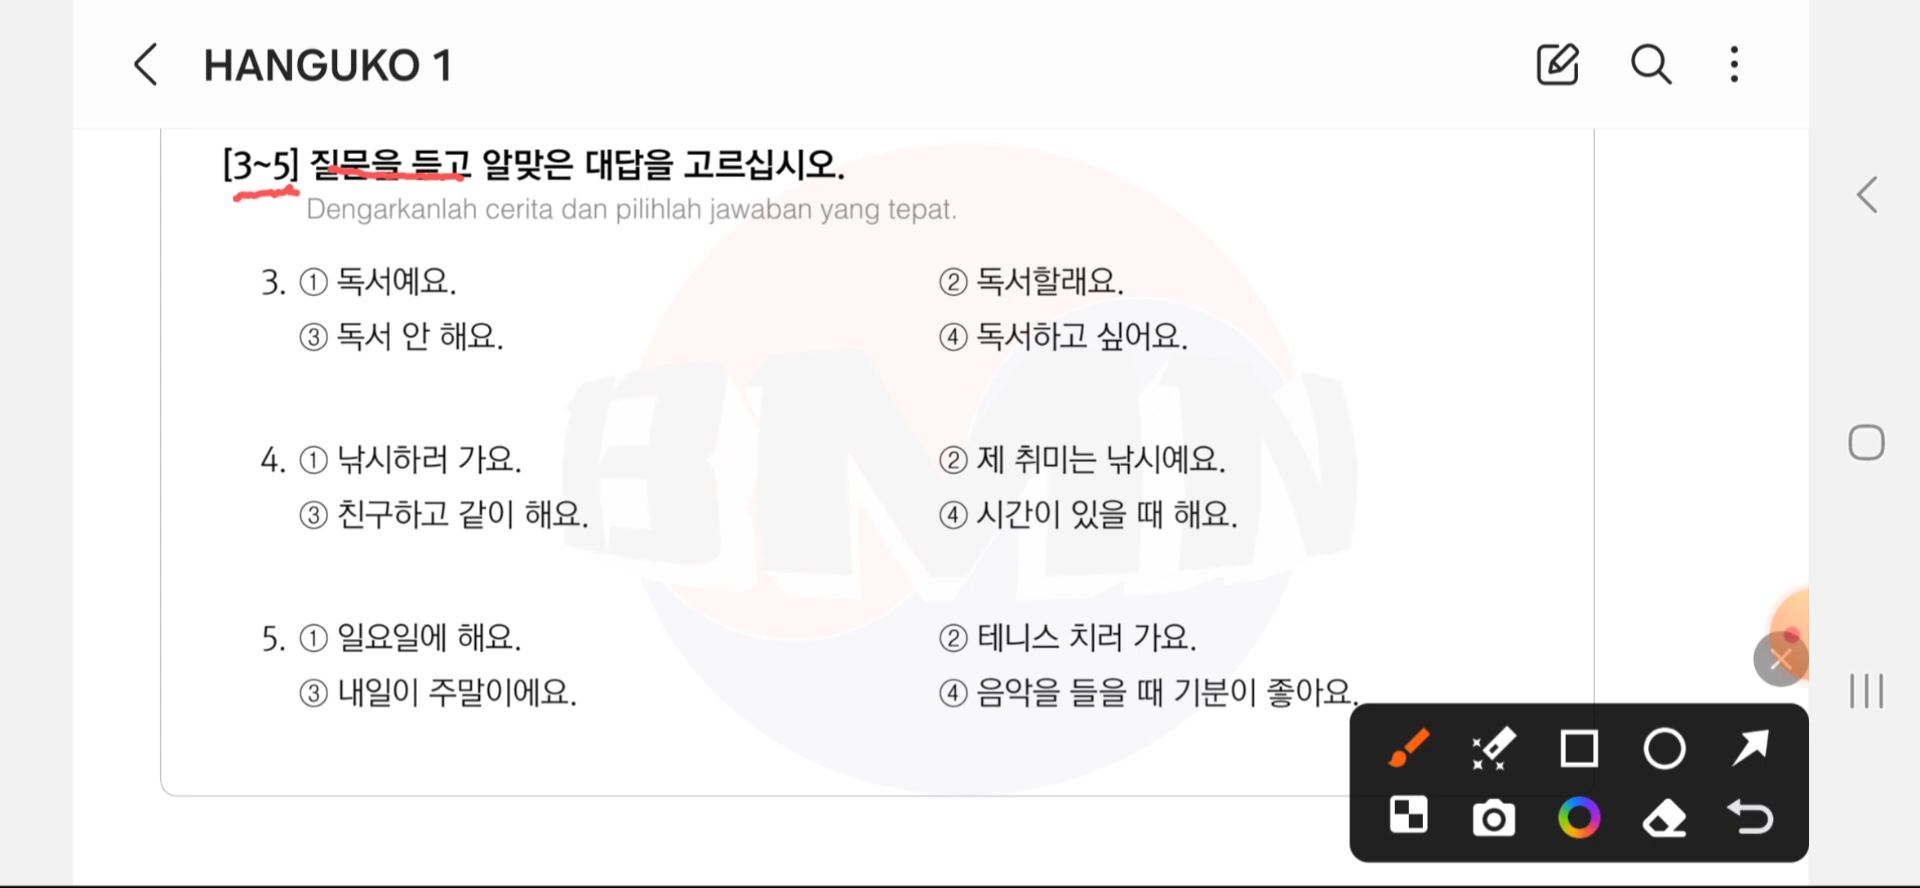 HANGUKO 1
[3~5] 질문을 듣고 알맞은 대답을 고르십시오.
Dengarkanlah cerita dan pilihlah jawaban yang tepat.
3. ① 독서예요. ② 독서할래요.
③ 독서 안 해요. ④ 독서하고 싶어요.
4. ① 낚시하러 가요. ② 제 취미는 낚시예요.
③ 친구하고 같이 해요. ④ 시간이 있을 때 해요.
5. ① 일요일에 해요. ② 테니스 치러 가요.
③ 내일이 주말이에요. ④ 음악을 들을 때 기분이 좋아요.
BMN